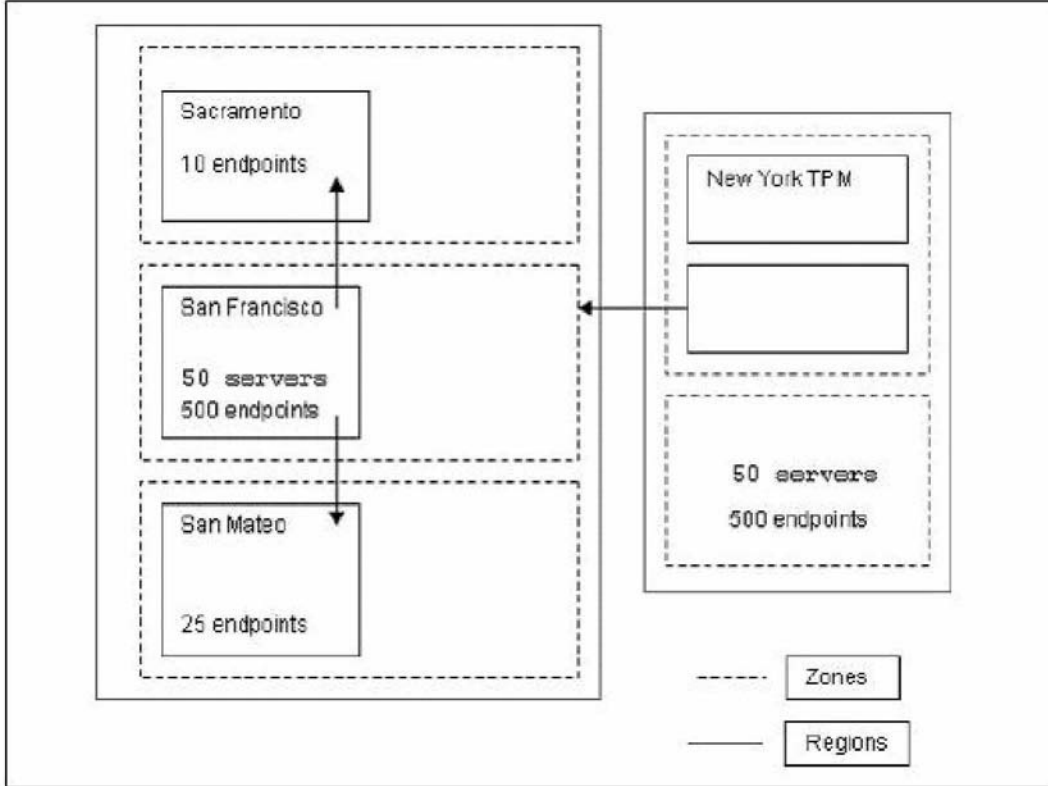 Sacramento
10 endpoints
San Francisco
50 servers
500 endpoints
San Mateo
25 endpoints
New York TPM
50 servers
500 endpoints
Zones
Regions